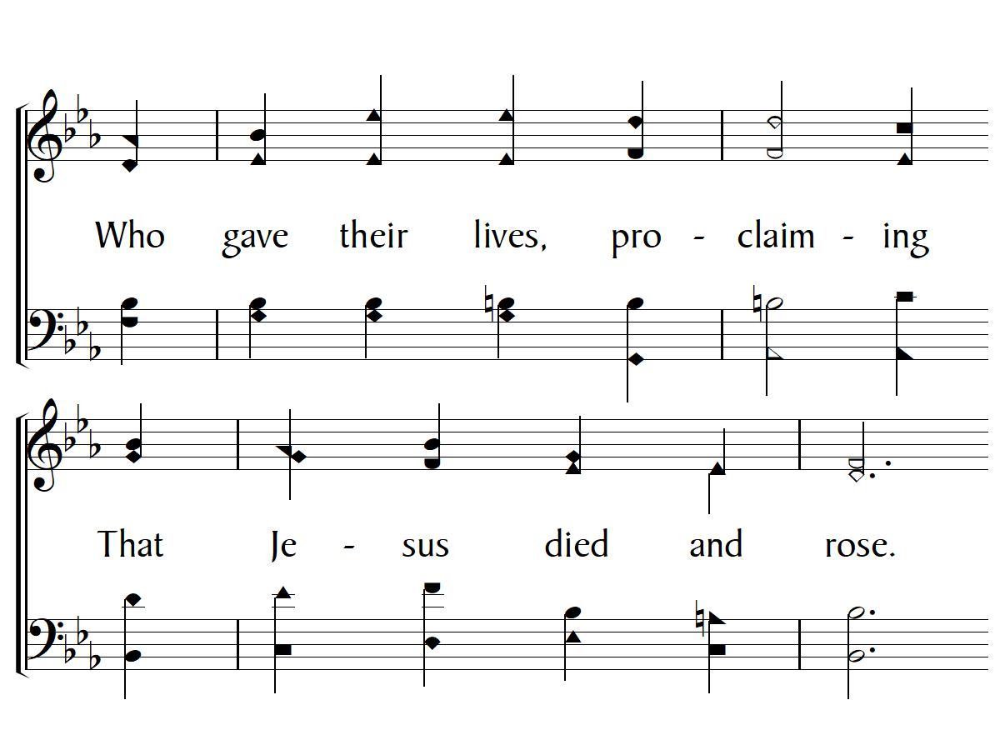 Who gave their lives, pro - claim - ing
That Je - sus died and rose.